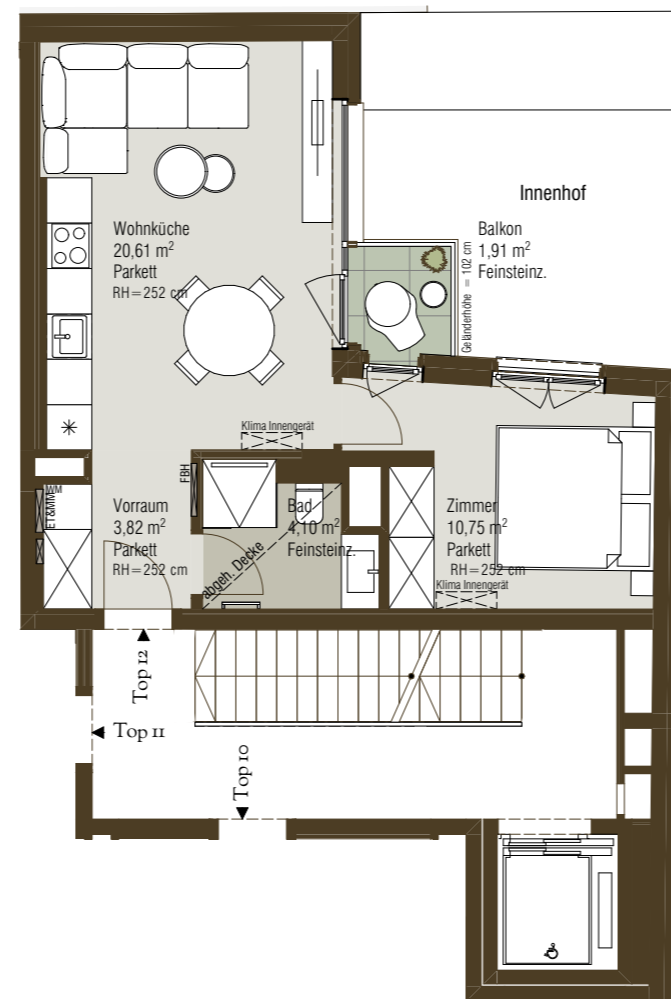 Innenhof
Wohnküche
20,61 m²
Parkett
RH=252 cm
Balkon
1,91 m²
Feinsteinz.
Geländerhöhe = 102 cm
Klima Innengerät
ET&MM
WM
FBH
Vorraum
3,82 m²
Parkett
RH=252 cm
Bad
4,10 m²
Feinsteinz.
abgeh. Decke
Zimmer
10,75 m²
Parkett
RH=252 cm
Klima Innengerät
Top 12
Top 11
Top 10